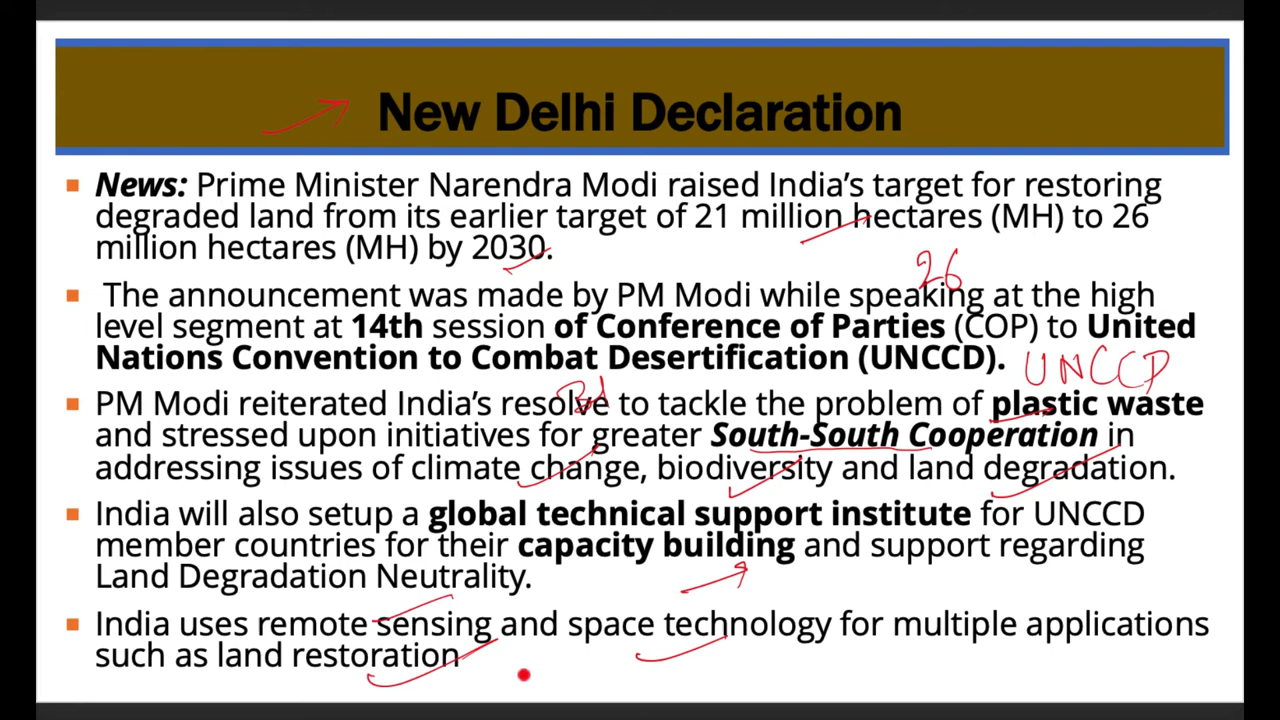 New Delhi Declaration
▪ News: Prime Minister Narendra Modi raised India's target for restoring
degraded land from its earlier target of 21 million hectares (MH) to 26
million hectares (MH) by 2030.
26
▪ The announcement was made by PM Modi while speaking at the high
level segment at 14th session of Conference of Parties (COP) to United
Nations Convention to Combat Desertification (UNCCD).
UNCCD
▪ PM Modi reiterated India's resolve to tackle the problem of plastic waste
and stressed upon initiatives for greater South-South Cooperation in
addressing issues of climate change, biodiversity and land degradation.
▪ India will also setup a global technical support institute for UNCCD
member countries for their capacity building and support regarding
Land Degradation Neutrality.
▪ India uses remote sensing and space technology for multiple applications
such as land restoration